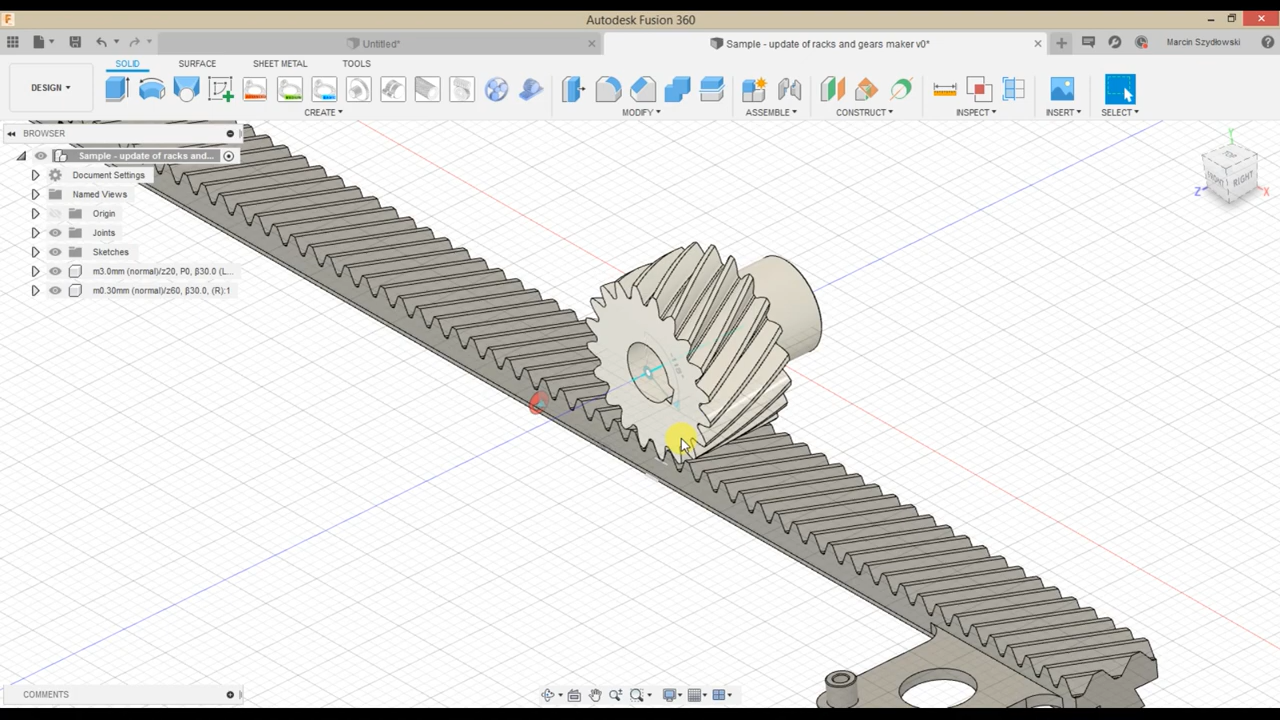 Autodesk Fusion 360
Untitled*
Sample - update of racks and gears maker v0*
Marcin Szydłowski
DESIGN
SOLID
SURFACE
SHEET METAL
TOOLS
CREATE
MODIFY
ASSEMBLE
CONSTRUCT
INSPECT
INSERT
SELECT
BROWSER
Sample - update of racks and...
Document Settings
Named Views
Origin
Joints
Sketches
m3.0mm (normal)/z20, P0, β30.0 (L...
m0.30mm (normal)/z60, β30.0, (R):1
Y
TOP
FRONT
RIGHT
Z
X
COMMENTS